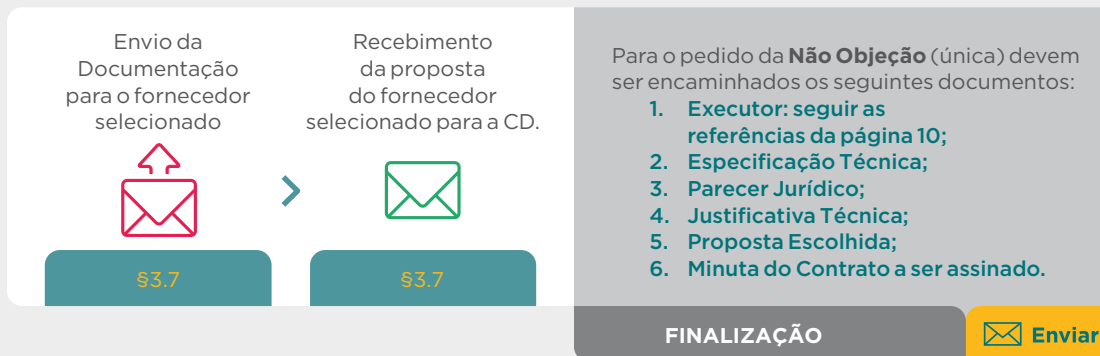 Envio da
Documentação
para o fornecedor
selecionado
§3.7
Recebimento
da proposta
do fornecedor
selecionado para a CD.
§3.7
Para o pedido da Não Objeção (única) devem
ser encaminhados os seguintes documentos:
1. Executor: seguir as
referências da página 10;
2. Especificação Técnica;
3. Parecer Jurídico;
4. Justificativa Técnica;
5. Proposta Escolhida;
6. Minuta do Contrato a ser assinado.
FINALIZAÇÃO
Enviar